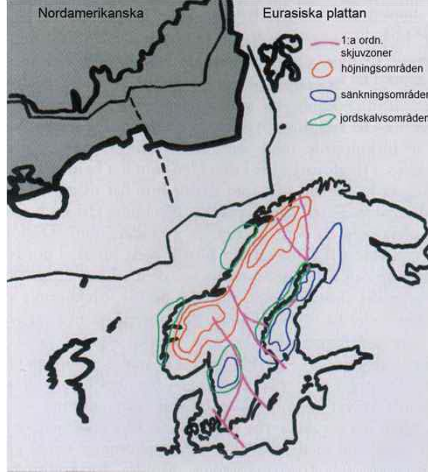 Nordamerikanska
Eurasiska plattan
1:a ordn.
skjuvzoner
höjningsområden
sänkningsområden
jordskalvsområden